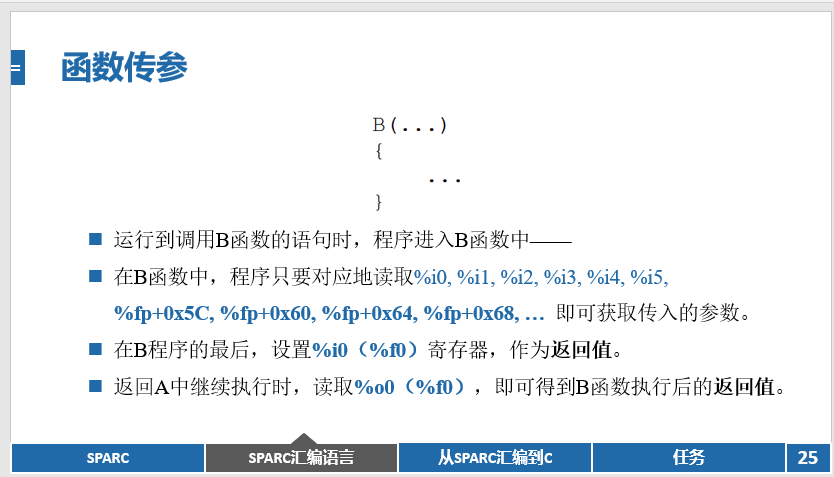 函数传参
B(...)
{
...
}
运行到调用B函数的语句时，程序进入B函数中——
在B函数中，程序只要对应地读取%i0, %i1, %i2, %i3, %i4, %i5,
%fp+0x5C, %fp+0x60, %fp+0x64, %fp+0x68, … 即可获取传入的参数。
在B程序的最后，设置%i0（%f0）寄存器，作为返回值。
返回A中继续执行时，读取%o0（%f0），即可得到B函数执行后的返回值。
SPARC SPARC汇编语言 从SPARC汇编到C 任务 25